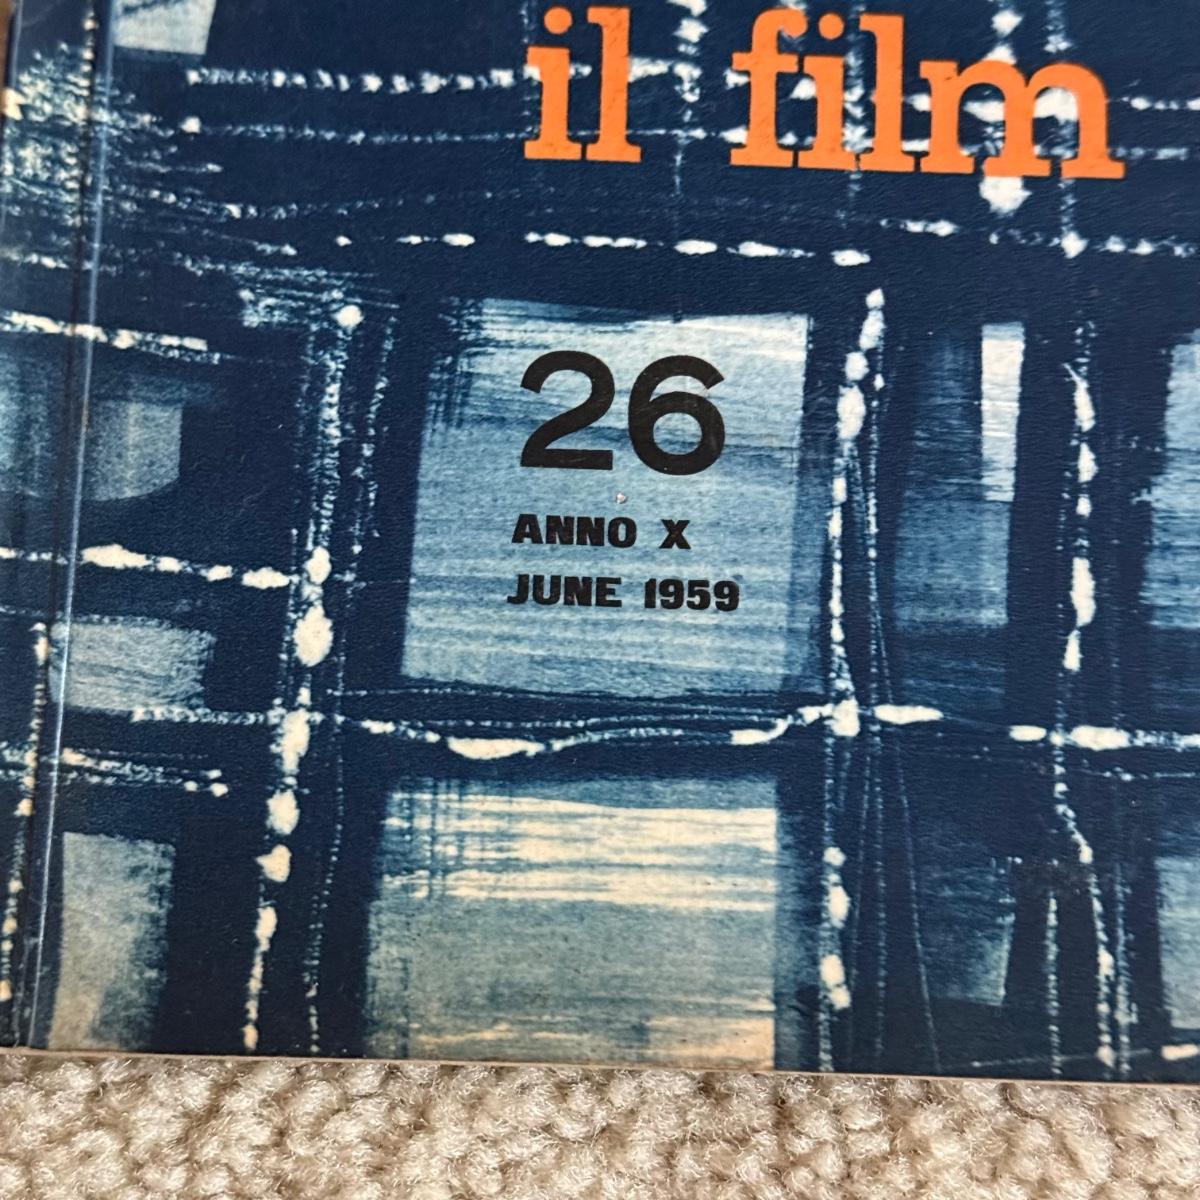 il film
26
ANNO X
JUNE 1959